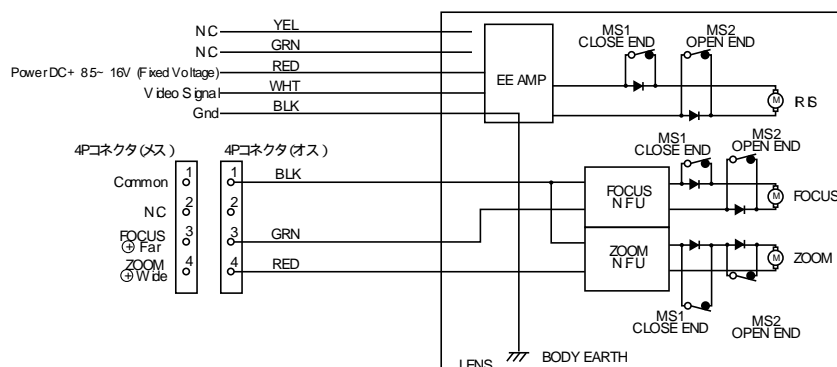 NC YEL
NC GRN
Power DC+ 8.5~ 16V (Fixed Voltage) RED
Video Signal WHT
Gnd BLK
EE AMP
MS1
CLOSE END
MS2
OPEN END
M
IRIS
4Pコネクタ(メス) 4Pコネクタ(オス)
Common 1 1 BLK
NC 2 2
FOCUS
⊕ Far 3 3 GRN
ZOOM
⊕ Wide 4 4 RED
FOCUS
NFU
MS1
CLOSE END
MS2
OPEN END
M
FOCUS
ZOOM
NFU
M
ZOOM
MS1
CLOSE END
MS2
OPEN END
LENS
BODY EARTH